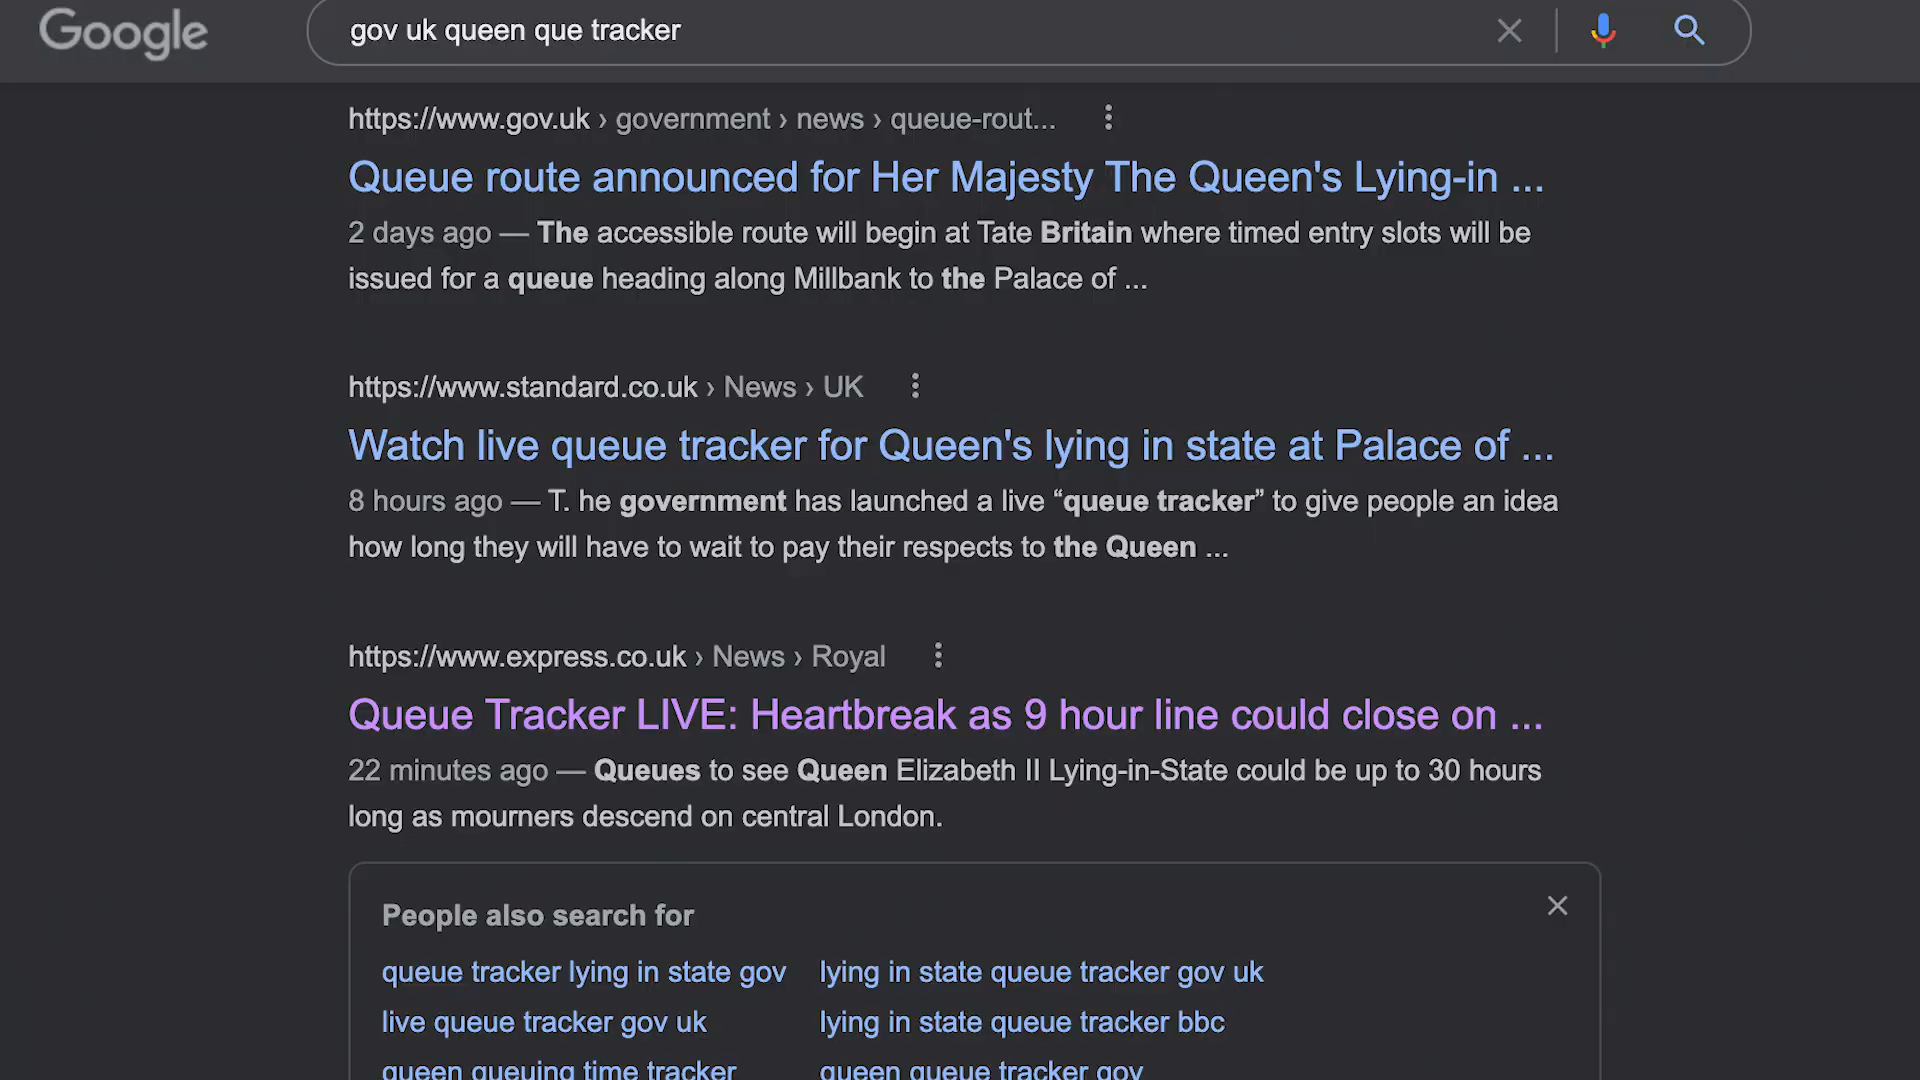 Google
gov uk queen que tracker
https://www.gov.uk › government › news › queue-rout...
Queue route announced for Her Majesty The Queen's Lying-in ...
2 days ago — The accessible route will begin at Tate Britain where timed entry slots will be
issued for a queue heading along Millbank to the Palace of ...
https://www.standard.co.uk › News › UK
Watch live queue tracker for Queen's lying in state at Palace of ...
8 hours ago — T. he government has launched a live “queue tracker” to give people an idea
how long they will have to wait to pay their respects to the Queen ...
https://www.express.co.uk › News › Royal
Queue Tracker LIVE: Heartbreak as 9 hour line could close on ...
22 minutes ago — Queues to see Queen Elizabeth II Lying-in-State could be up to 30 hours
long as mourners descend on central London.
People also search for
queue tracker lying in state gov lying in state queue tracker gov uk
live queue tracker gov uk lying in state queue tracker bbc
queen queuing time tracker queen queue tracker gov